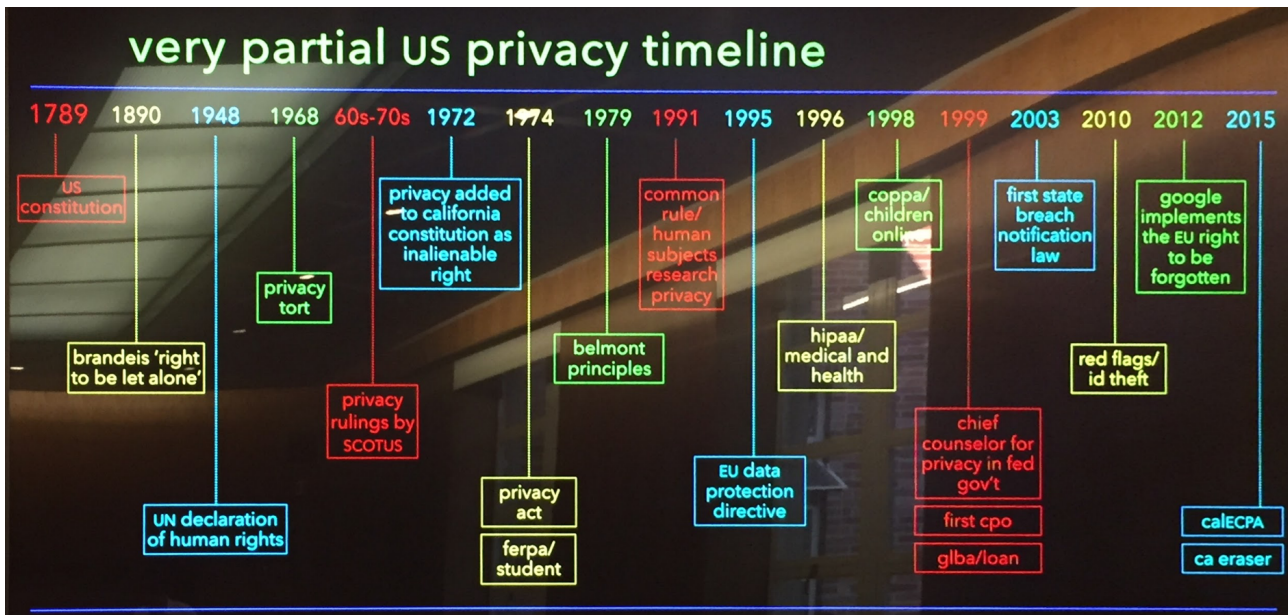 very partial US privacy timeline
1789 1890 1948 1968 60s-70s 1972 1974 1979 1991 1995 1996 1998 1999 2003 2010 2012 2015
US
constitution
brandeis 'right
to be let alone'
UN declaration
of human rights
privacy
tort
privacy
rulings by
SCOTUS
privacy added
to california
constitution as
inalienable
right
privacy
act
ferpa/
student
belmont
principles
common
rule/
human
subjects
research
privacy
EU data
protection
directive
hipaa/
medical and
health
coppa/
children
online
chief
counselor for
privacy in fed
gov't
first cpo
glba/loan
first state
breach
notification
law
red flags/
id theft
google
implements
the EU right
to be
forgotten
calECPA
ca eraser